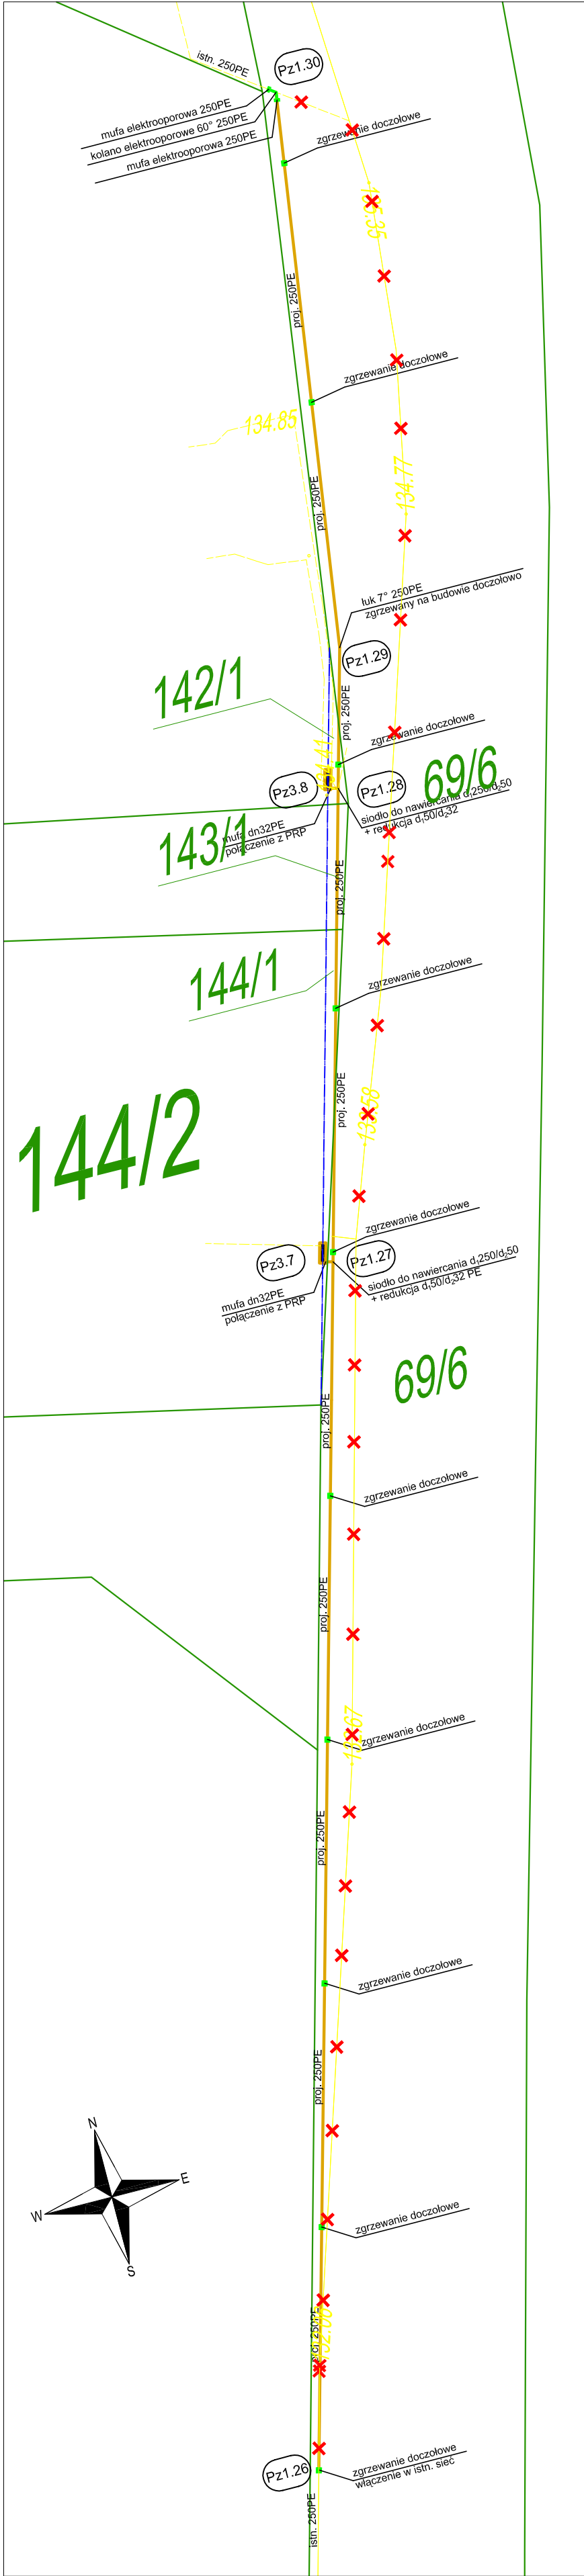 istn. 250PE
Pz1.30
mufa elektrooporowa 250PE
kolano elektrooporowe 60° 250PE
mufa elektrooporowa 250PE
zgrzewanie doczołowe
proj. 250PE
zgrzewanie doczołowe
134.85
134.77
proj. 250PE
łuk 7° 250PE
zgrzewany na budowie doczołowo
Pz1.29
142/1
proj. 250PE
zgrzewanie doczołowe
69/6
Pz3.8
Pz1.28
siodło do nawiercania d₁250/d₂50
+ redukcja d₁50/d₂32
mufa dn32PE
połączenie z PRP
143/1
proj. 250PE
144/1
zgrzewanie doczołowe
proj. 250PE
144/2
zgrzewanie doczołowe
Pz3.7
Pz1.27
siodło do nawiercania d₁250/d₂50
+ redukcja d₁50/d₂32 PE
mufa dn32PE
połączenie z PRP
69/6
proj. 250PE
zgrzewanie doczołowe
proj. 250PE
zgrzewanie doczołowe
proj. 250PE
zgrzewanie doczołowe
proj. 250PE
N
E
W
S
zgrzewanie doczołowe
proj. 250PE
Pz1.26
zgrzewanie doczołowe
włączenie w istn. sieć
istn. 250PE